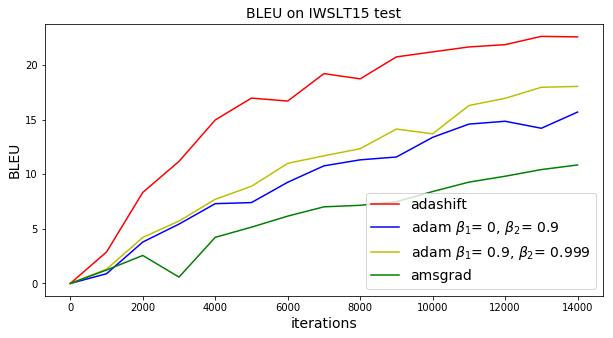 BLEU on IWSLT15 test
BLEU
20
15
10
5
0
adashift
adam β₁= 0, β₂= 0.9
adam β₁= 0.9, β₂= 0.999
amsgrad
0 2000 4000 6000 8000 10000 12000 14000
iterations